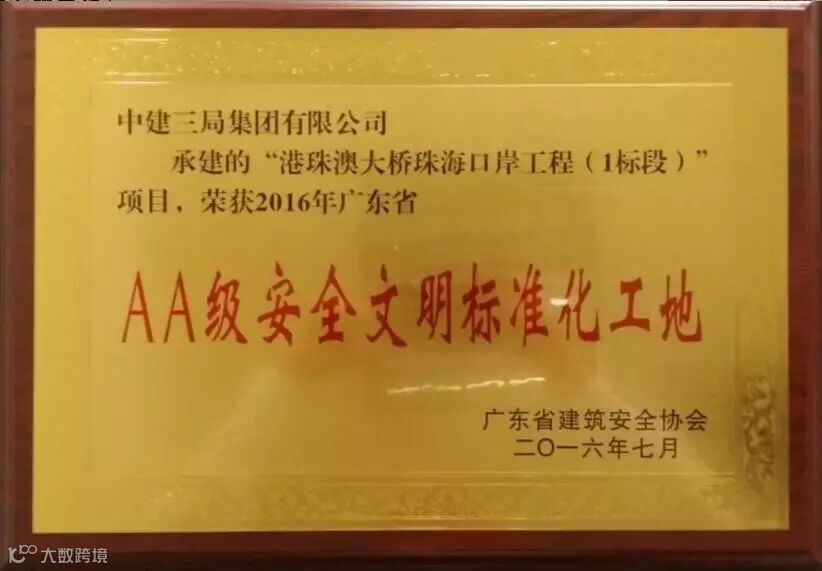 中建三局集团有限公司
承建的“港珠澳大桥珠海口岸工程（1标段）”
项目，荣获2016年广东省
AA级安全文明标准化工地
广东省建筑安全协会
二〇一六年七月
大数跨境